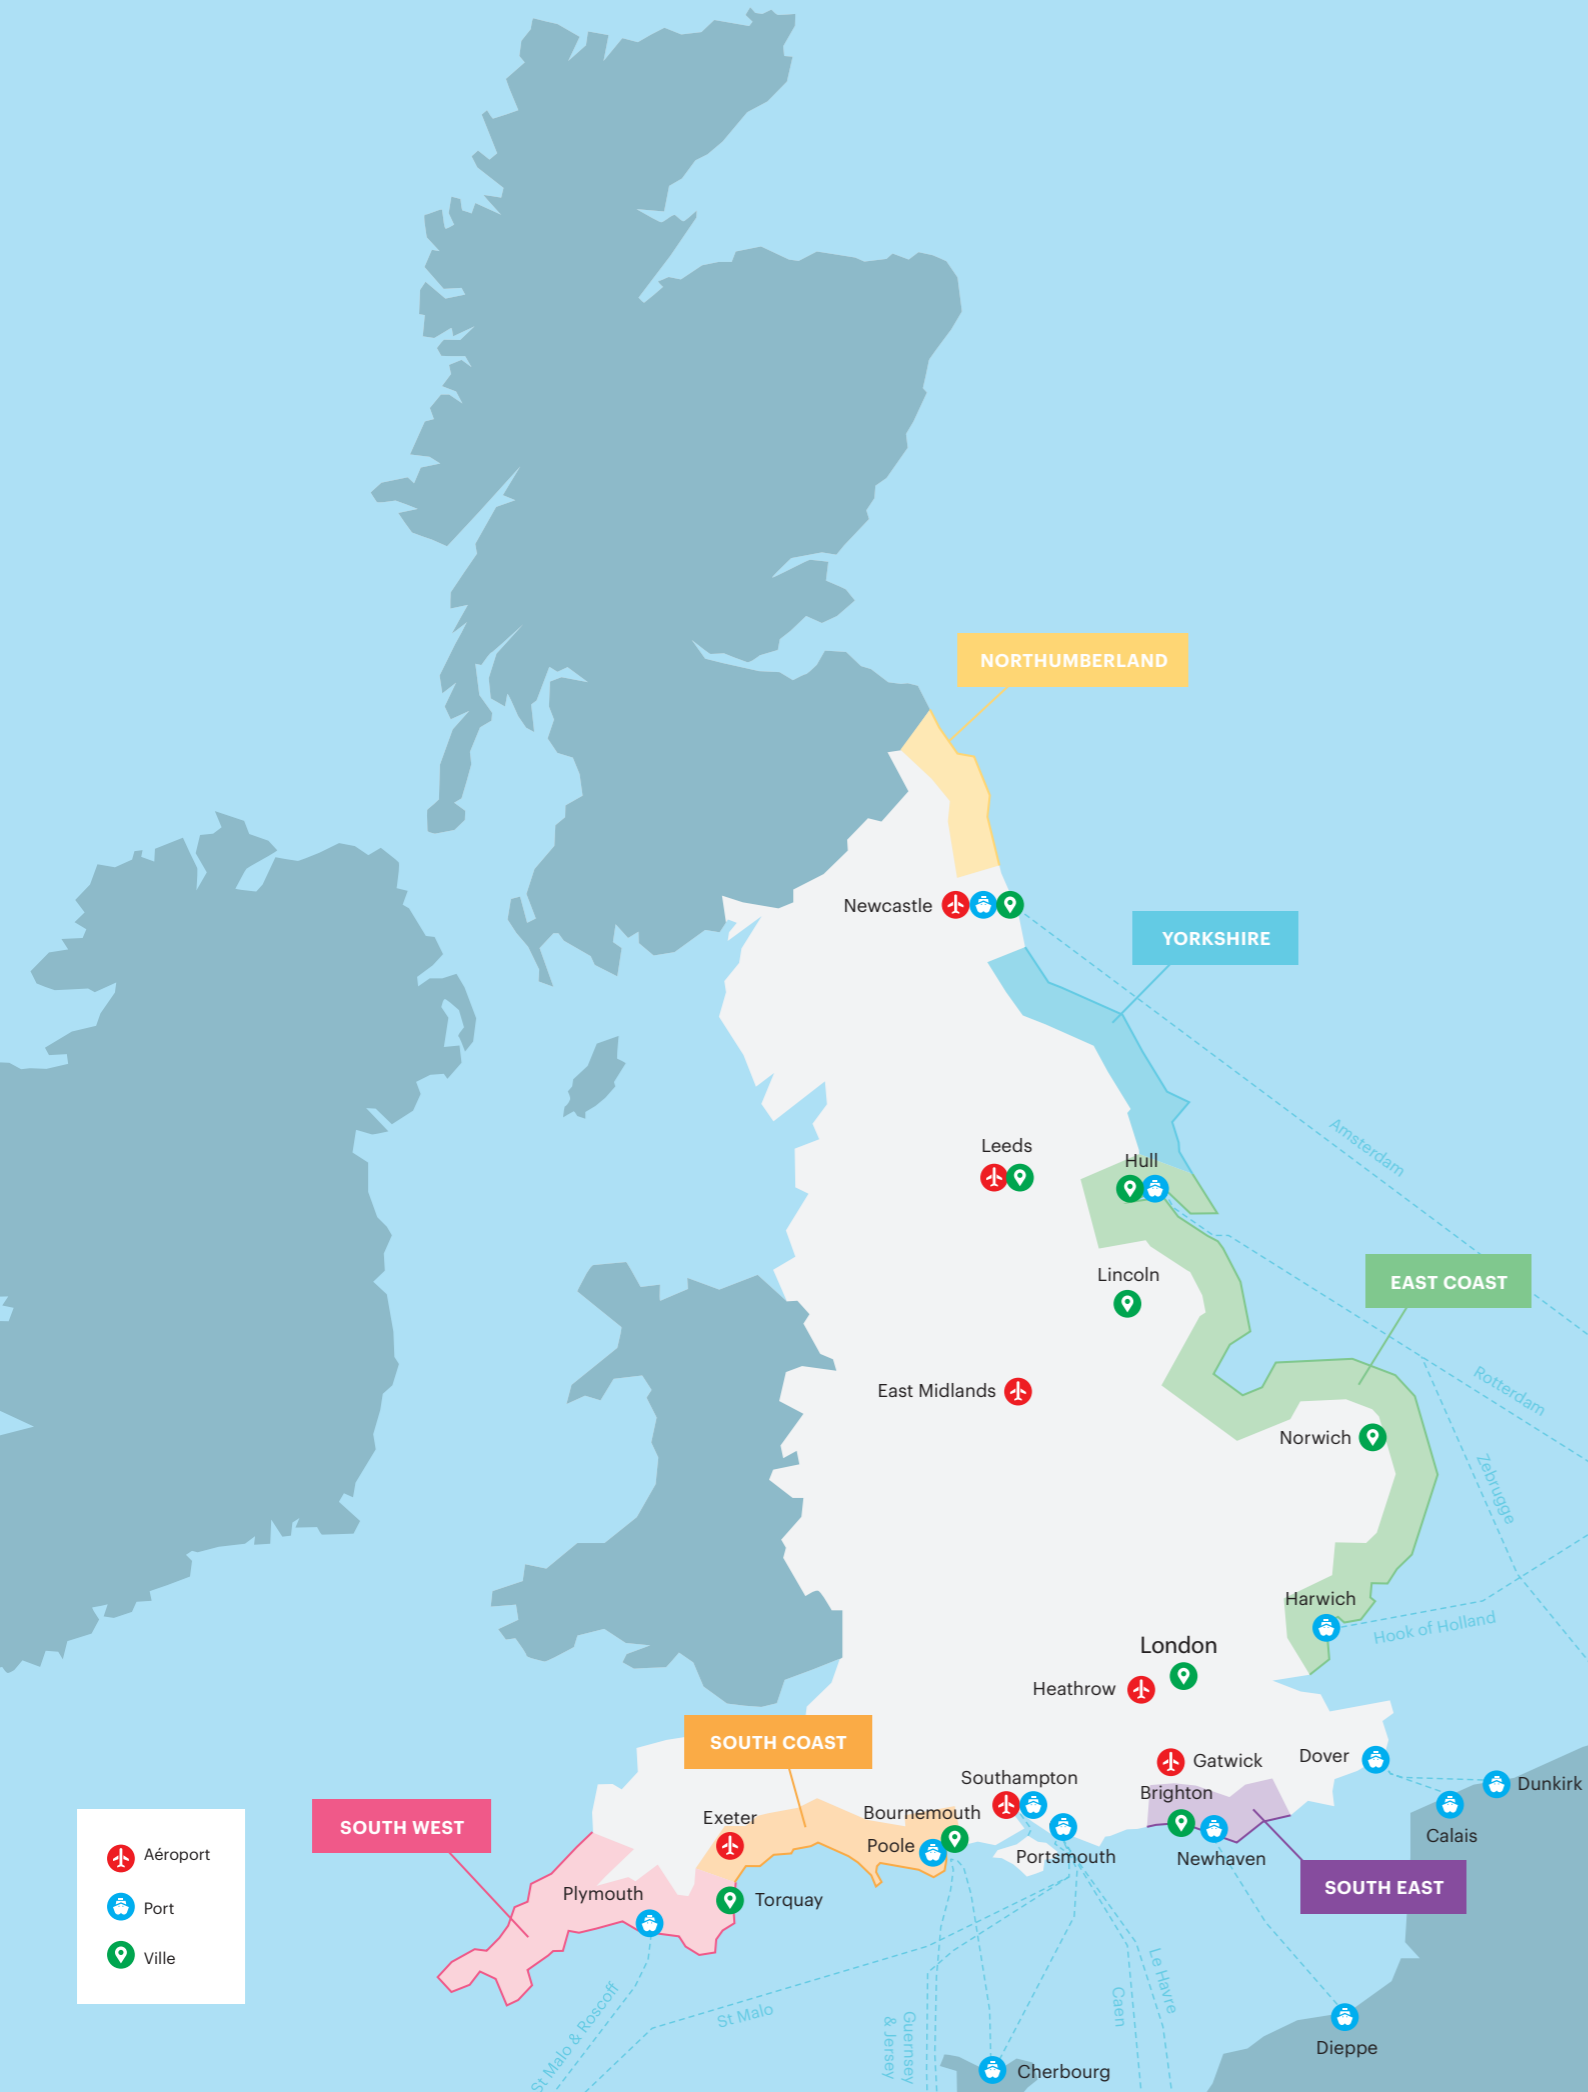 NORTHUMBERLAND
Newcastle
YORKSHIRE
Amsterdam
Leeds
Hull
Lincoln
EAST COAST
East Midlands
Rotterdam
Norwich
Zebrugge
Harwich
Hook of Holland
London
Heathrow
SOUTH COAST
Gatwick
Dover
Southampton
Dunkirk
Brighton
Exeter
Bournemouth
SOUTH WEST
Calais
Poole
Portsmouth
Newhaven
Aéroport
SOUTH EAST
Plymouth
Torquay
Port
Ville
Le Havre
Caen
St Malo
St Malo & Roscoff
Guernsey
& Jersey
Dieppe
Cherbourg